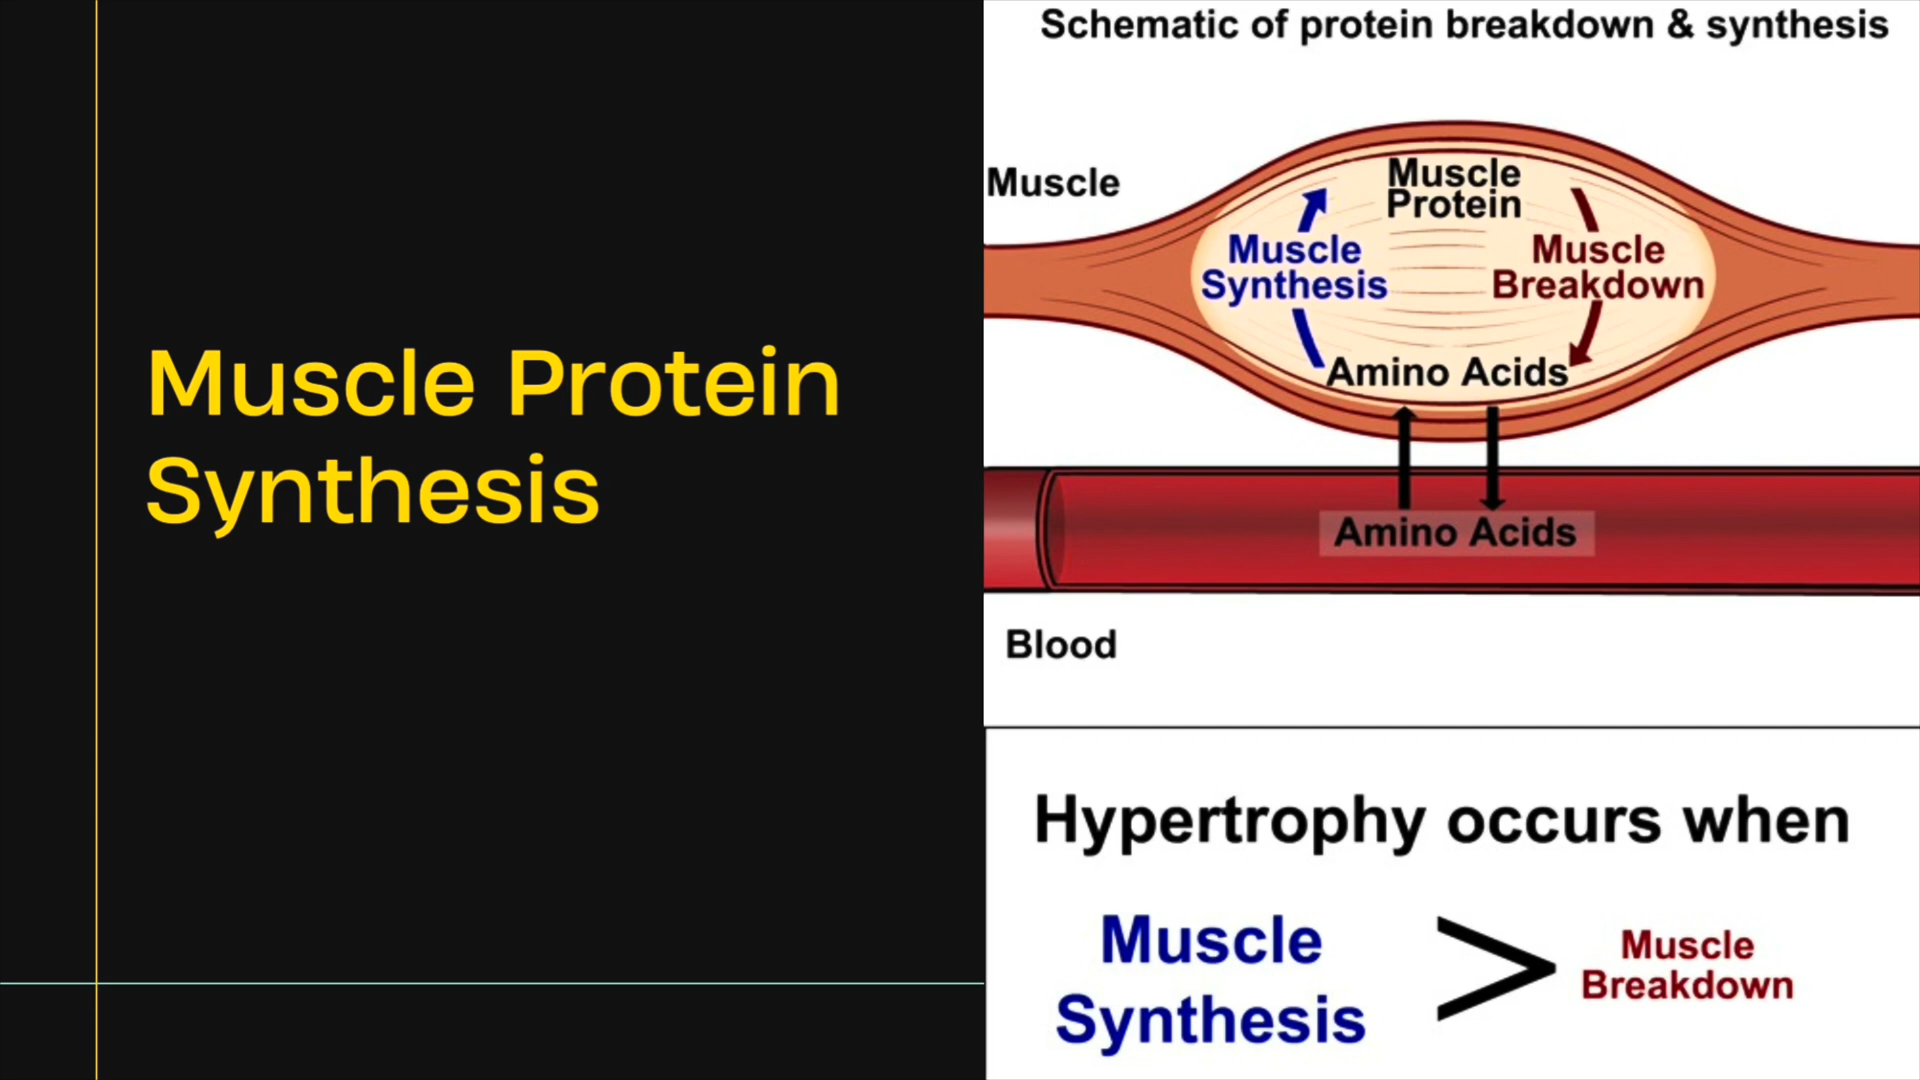 Muscle Protein
Synthesis
Schematic of protein breakdown & synthesis
Muscle
Muscle
Protein
Muscle
Synthesis
Muscle
Breakdown
Amino Acids
Amino Acids
Blood
Hypertrophy occurs when
Muscle
Synthesis
>
Muscle
Breakdown